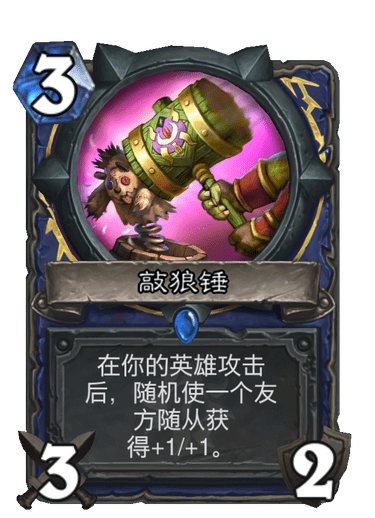 3
敲狼锤
在你的英雄攻击
后，随机使一个友
方随从获
得+1/+1。
3
2